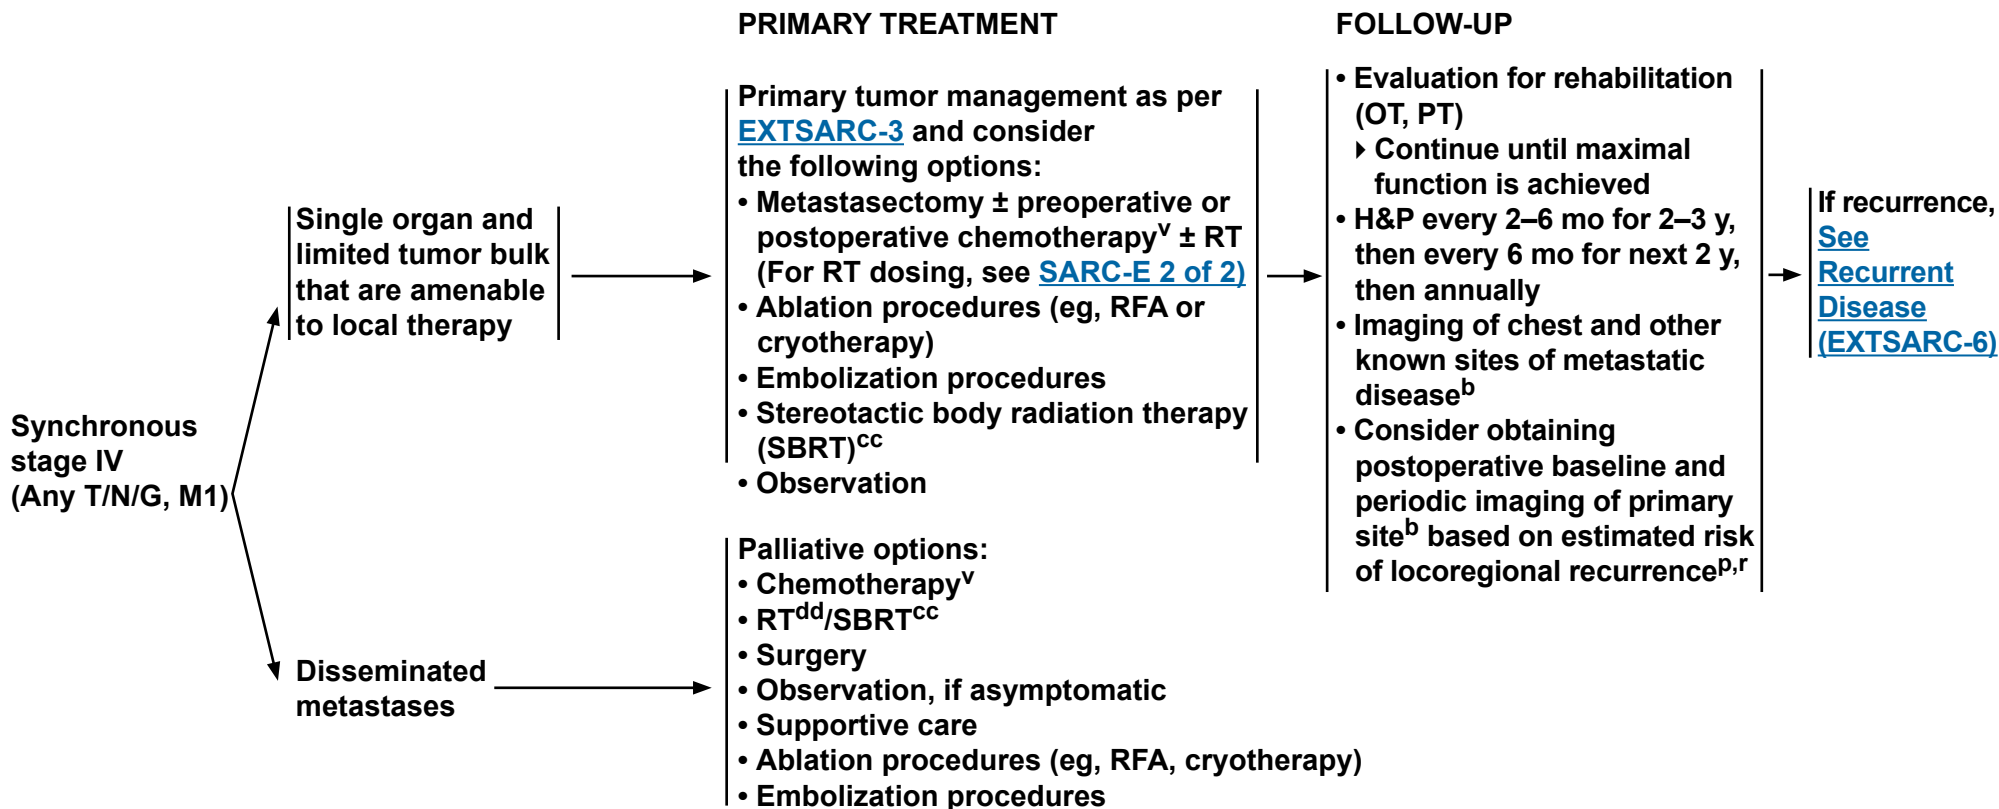 PRIMARY TREATMENT
FOLLOW-UP
Synchronous
stage IV
(Any T/N/G, M1)
Single organ and
limited tumor bulk
that are amenable
to local therapy
Primary tumor management as per
EXTSARC-3 and consider
the following options:
• Metastasectomy ± preoperative or
postoperative chemotherapyᵛ ± RT
(For RT dosing, see SARC-E 2 of 2)
• Ablation procedures (eg, RFA or
cryotherapy)
• Embolization procedures
• Stereotactic body radiation therapy
(SBRT)ᶜᶜ
• Observation
• Evaluation for rehabilitation
(OT, PT)
▸ Continue until maximal
function is achieved
• H&P every 2–6 mo for 2–3 y,
then every 6 mo for next 2 y,
then annually
• Imaging of chest and other
known sites of metastatic
diseaseᵇ
• Consider obtaining
postoperative baseline and
periodic imaging of primary
siteᵇ based on estimated risk
of locoregional recurrenceᵖ,ʳ
If recurrence,
See
Recurrent
Disease
(EXTSARC-6)
Disseminated
metastases
Palliative options:
• Chemotherapyᵛ
• RTᵈᵈ/SBRTᶜᶜ
• Surgery
• Observation, if asymptomatic
• Supportive care
• Ablation procedures (eg, RFA, cryotherapy)
• Embolization procedures